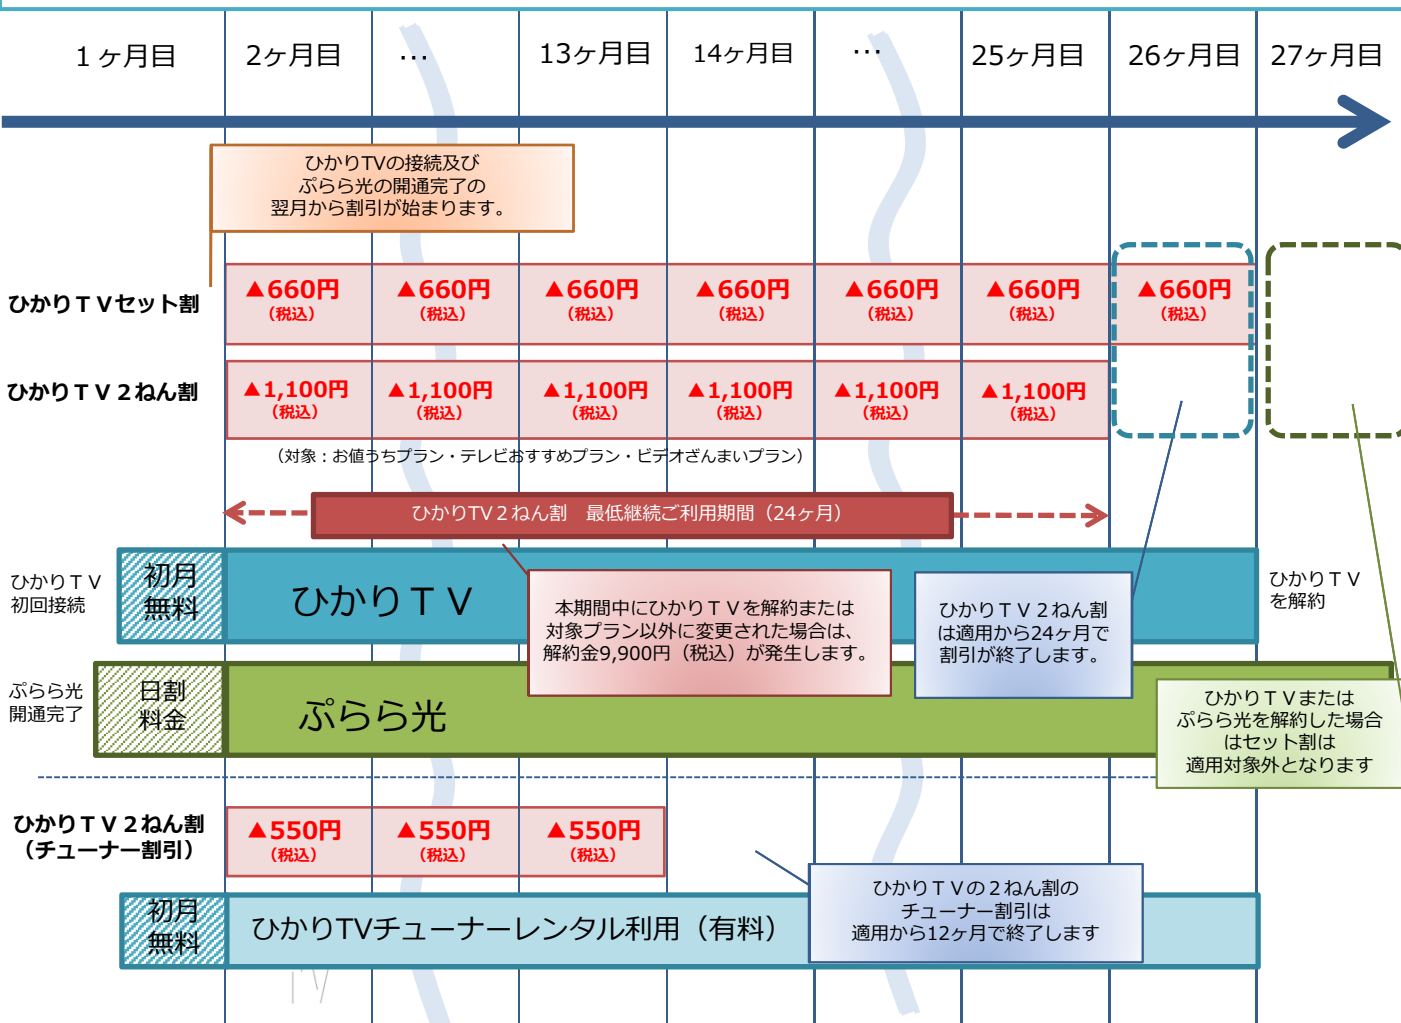 1ヶ月目
2ヶ月目
…
13ヶ月目
14ヶ月目
…
25ヶ月目
26ヶ月目
27ヶ月目
ひかりTVの接続及び
ぷらら光の開通完了の
翌月から割引が始まります。
ひかりＴＶセット割
▲660円
（税込）
▲660円
（税込）
▲660円
（税込）
▲660円
（税込）
▲660円
（税込）
▲660円
（税込）
▲660円
（税込）
ひかりＴＶ２ねん割
▲1,100円
（税込）
▲1,100円
（税込）
▲1,100円
（税込）
▲1,100円
（税込）
▲1,100円
（税込）
▲1,100円
（税込）
（対象：お値うちプラン・テレビおすすめプラン・ビデオざんまいプラン）
ひかりTV２ねん割　最低継続ご利用期間（24ヶ月）
ひかりＴＶ
初回接続
初月
無料
ひかりＴＶ
本期間中にひかりＴＶを解約または
対象プラン以外に変更された場合は、
解約金9,900円（税込）が発生します。
ひかりＴＶ２ねん割
は適用から24ヶ月で
割引が終了します。
ひかりＴＶ
を解約
ぷらら光
開通完了
日割
料金
ぷらら光
ひかりＴＶまたは
ぷらら光を解約した場合
はセット割は
適用対象外となります
ひかりＴＶ２ねん割
（チューナー割引）
▲550円
（税込）
▲550円
（税込）
▲550円
（税込）
初月
無料
ひかりTVチューナーレンタル利用（有料）
ひかりＴＶの２ねん割の
チューナー割引は
適用から12ヶ月で終了します